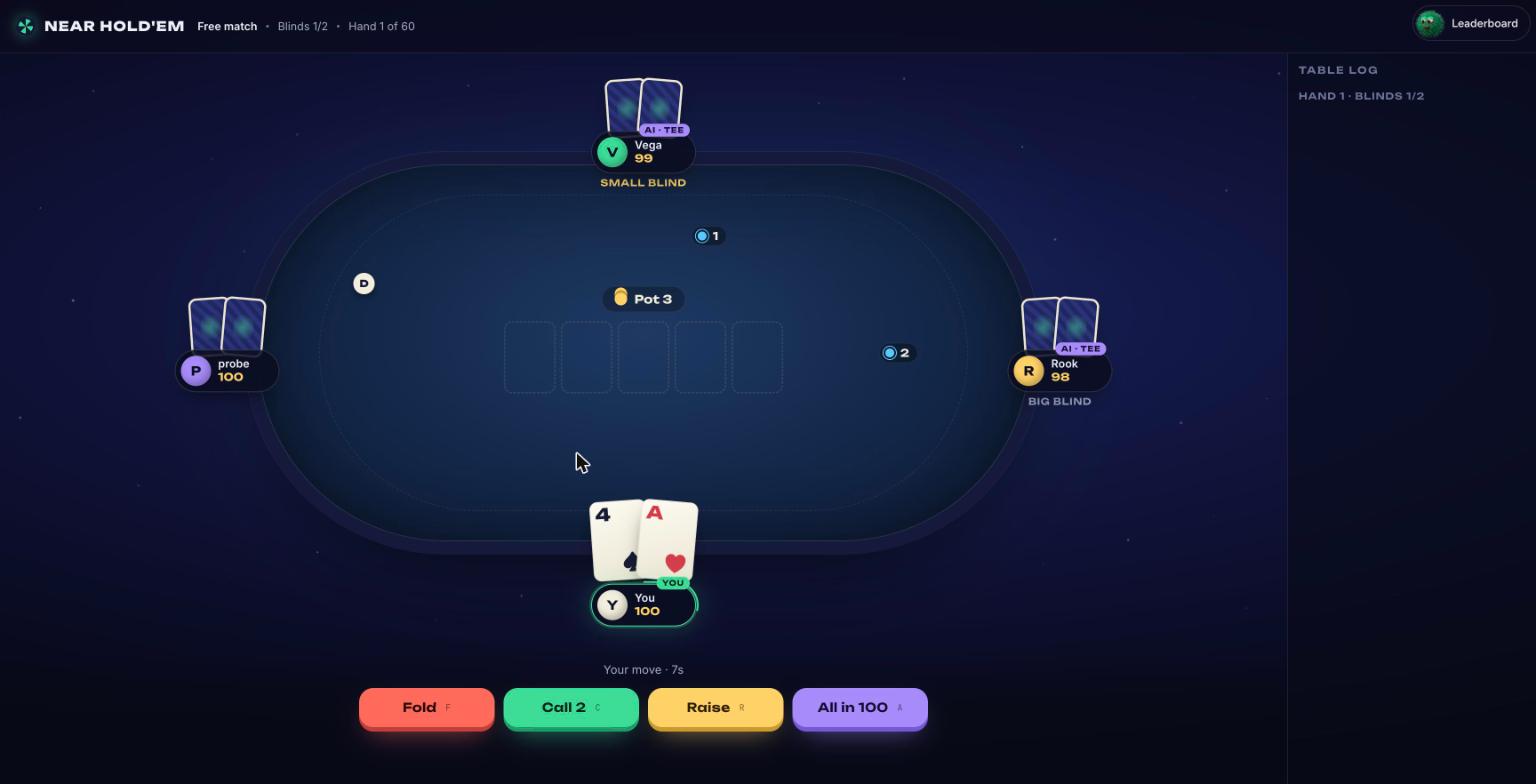 NEAR HOLD'EM Free match • Blinds 1/2 • Hand 1 of 60
Leaderboard
TABLE LOG
HAND 1 · BLINDS 1/2
AI · TEE
V Vega
99
SMALL BLIND
1
D
Pot 3
2
P probe
100
AI · TEE
R Rook
98
BIG BLIND
4 A
YOU
Y You
100
Your move · 7s
Fold F
Call 2 C
Raise R
All in 100 A